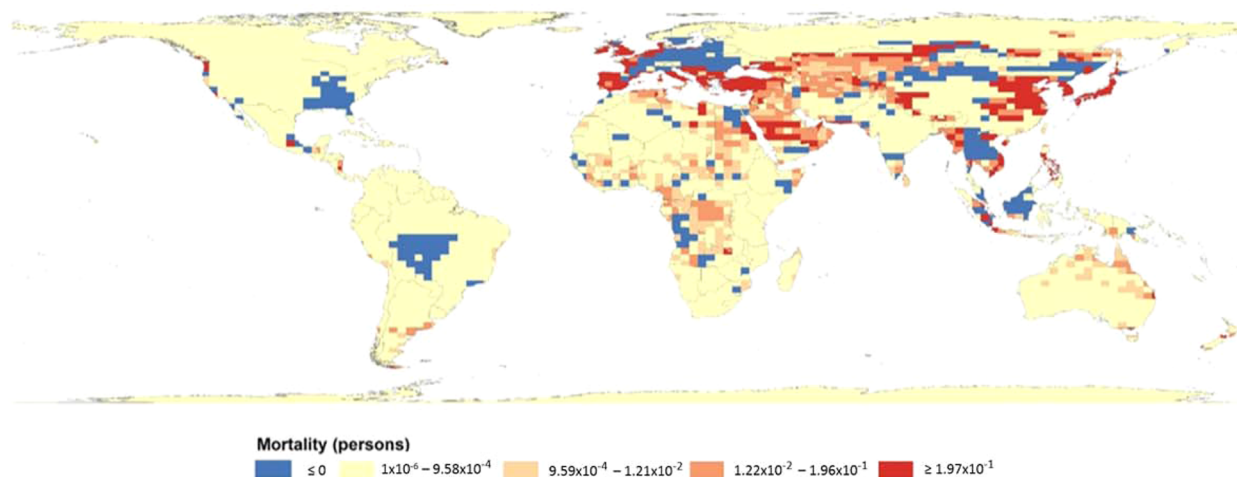 Mortality (persons)
≤ 0 1x10⁻⁶ – 9.58x10⁻⁴ 9.59x10⁻⁴ – 1.21x10⁻² 1.22x10⁻² – 1.96x10⁻¹ ≥ 1.97x10⁻¹